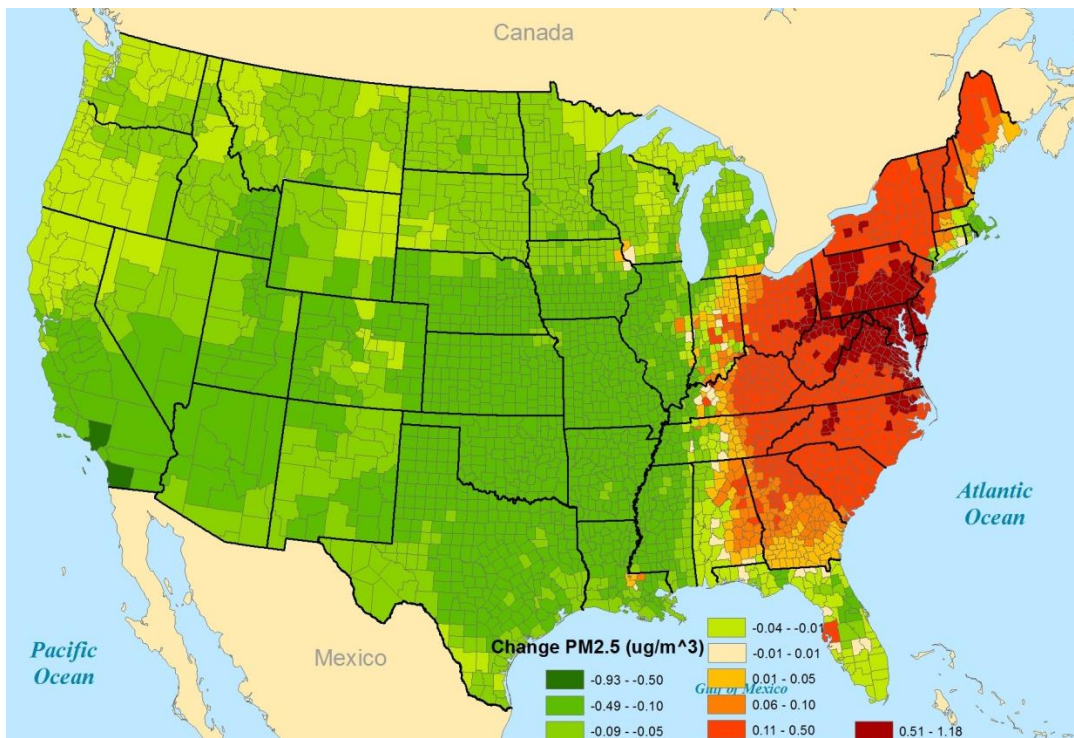 Canada
Atlantic
Ocean
Pacific
Ocean
Mexico
Gulf of Mexico
Change PM2.5 (ug/m^3)
-0.93 - -0.50
-0.49 - -0.10
-0.09 - -0.05
-0.04 - -0.01
-0.01 - 0.01
0.01 - 0.05
0.06 - 0.10
0.11 - 0.50
0.51 - 1.18